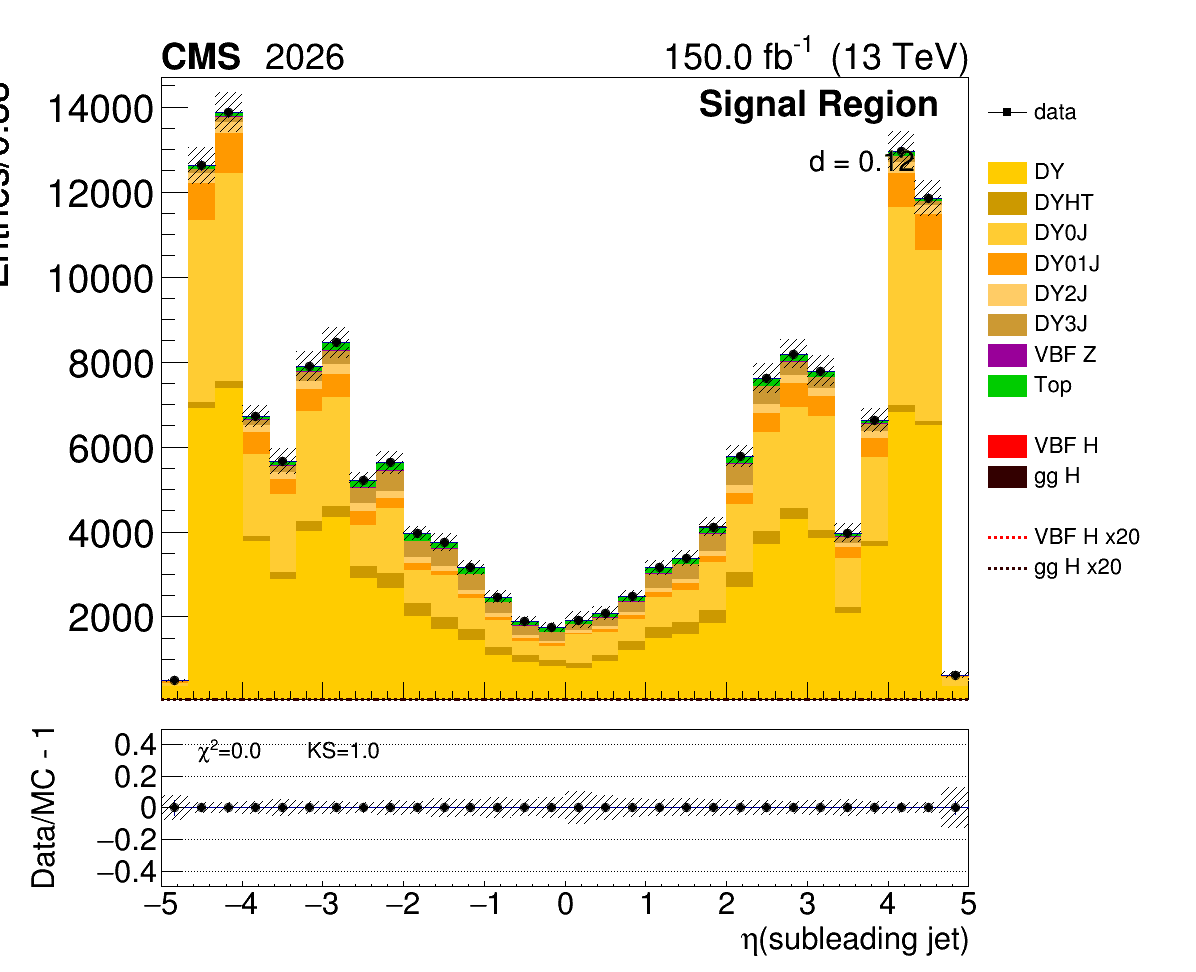 CMS 2026 150.0 fb-1 (13 TeV)
Signal Region
d = 0.12
14000
12000
10000
8000
6000
4000
2000
data
DY
DYHT
DY0J
DY01J
DY2J
DY3J
VBF Z
Top
VBF H
gg H
VBF H x20
gg H x20
Data/MC - 1
χ2=0.0 KS=1.0
0.4
0.2
0
−0.2
−0.4
−5 −4 −3 −2 −1 0 1 2 3 4 5
η(subleading jet)